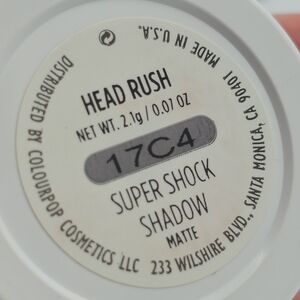 HEAD RUSH
NET WT. 2.1g / 0.07 OZ
17C4
SUPER SHOCK
SHADOW
MATTE
DISTRIBUTED BY COLOURPOP COSMETICS LLC 233 WILSHIRE BLVD., SANTA MONICA, CA 90401 MADE IN U.S.A.